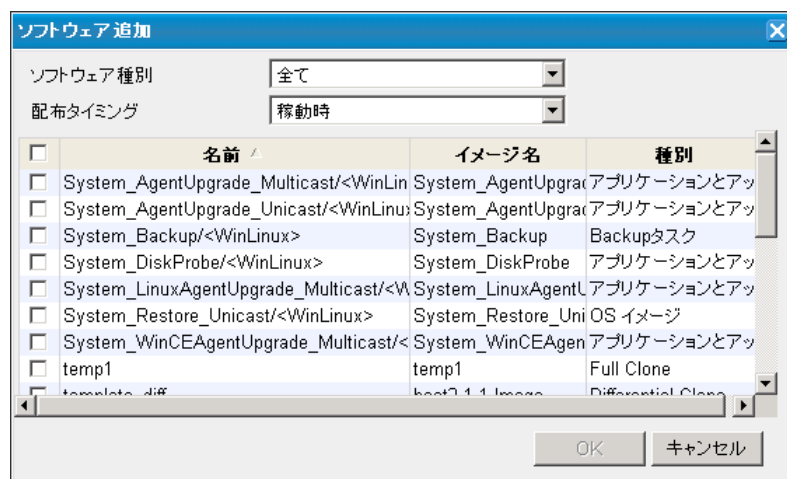 ソフトウェア追加
ソフトウェア種別 全て
配布タイミング 稼動時
名前 イメージ名 種別
System_AgentUpgrade_Multicast/<WinLin System_AgentUpgra アプリケーションとアッ
System_AgentUpgrade_Unicast/<WinLinu System_AgentUpgra アプリケーションとアッ
System_Backup/<WinLinux> System_Backup Backupタスク
System_DiskProbe/<WinLinux> System_DiskProbe アプリケーションとアッ
System_LinuxAgentUpgrade_Multicast/<W System_LinuxAgentU アプリケーションとアッ
System_Restore_Unicast/<WinLinux> System_Restore_Uni OS イメージ
System_WinCEAgentUpgrade_Multicast/< System_WinCEAgen アプリケーションとアッ
temp1 temp1 Full Clone
template_diff Differential Clone
OK キャンセル